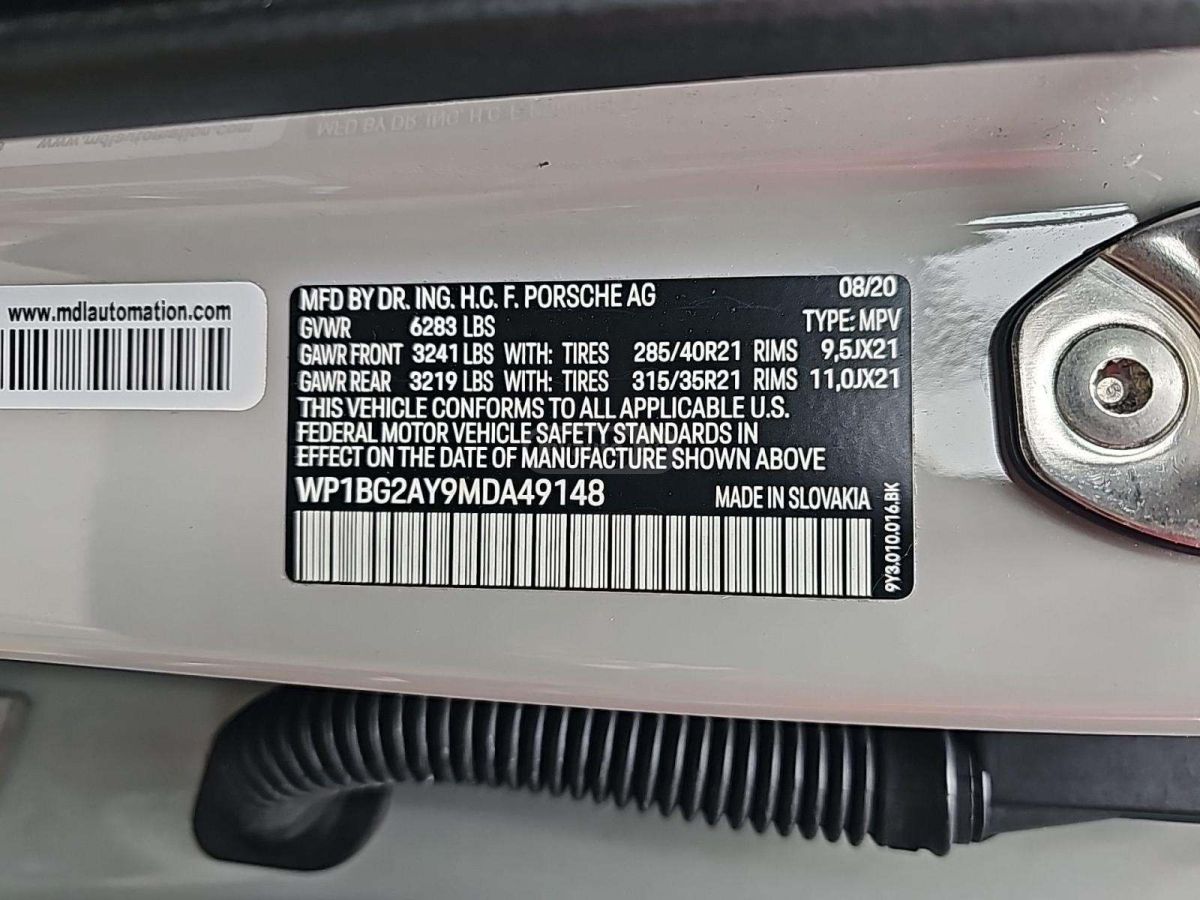 www.mdlautomation.com
MFD BY DR. ING. H.C. F. PORSCHE AG 08/20
GVWR 6283 LBS TYPE: MPV
GAWR FRONT 3241 LBS WITH: TIRES 285/40R21 RIMS 9,5JX21
GAWR REAR 3219 LBS WITH: TIRES 315/35R21 RIMS 11,0JX21
THIS VEHICLE CONFORMS TO ALL APPLICABLE U.S.
FEDERAL MOTOR VEHICLE SAFETY STANDARDS IN
EFFECT ON THE DATE OF MANUFACTURE SHOWN ABOVE
WP1BG2AY9MDA49148 MADE IN SLOVAKIA
9Y3.010.016.BK